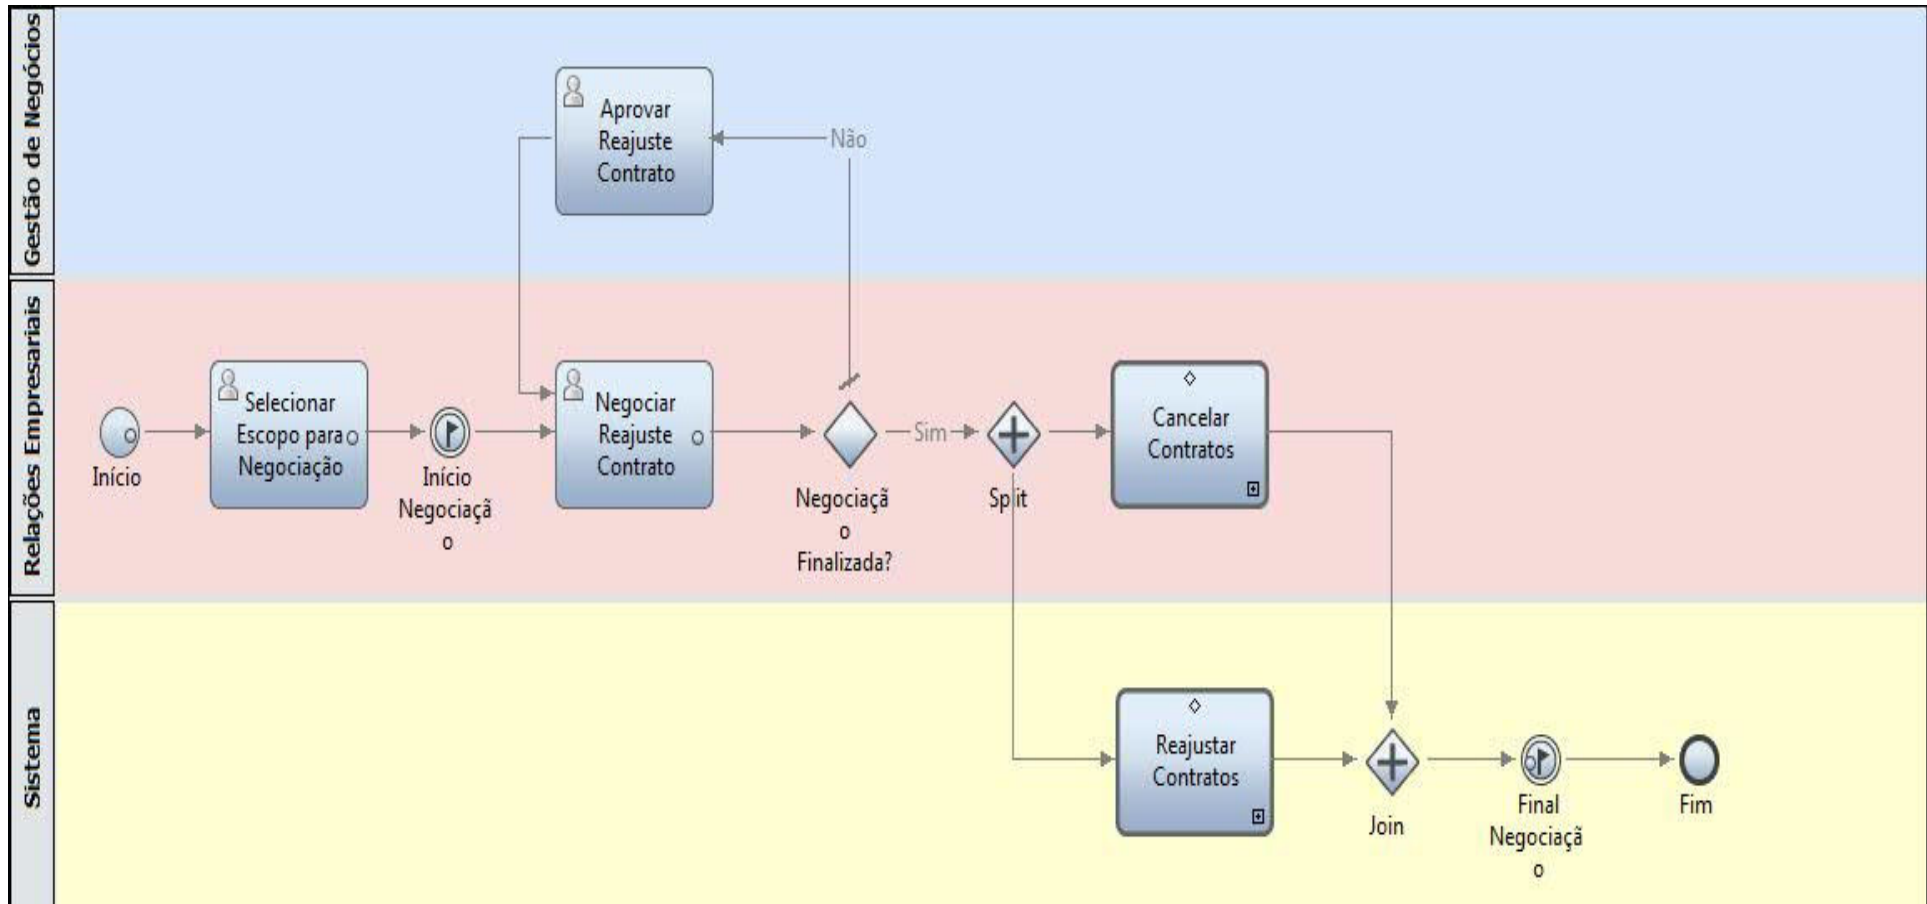 Gestão de Negócios
Aprovar
Reajuste
Contrato
Não
Relações Empresariais
Início
Selecionar
Escopo para
Negociação
Início
Negociaçã
o
Negociar
Reajuste
Contrato
Negociaçã
o
Finalizada?
Sim
Split
Cancelar
Contratos
Sistema
Reajustar
Contratos
Join
Final
Negociaçã
o
Fim